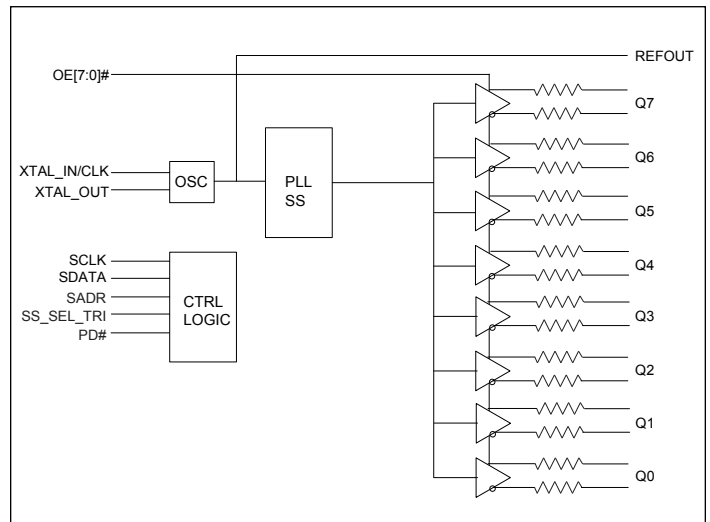 REFOUT
OE[7:0]#
Q7
Q6
XTAL_IN/CLK
XTAL_OUT
OSC
PLL
SS
Q5
SCLK
SDATA
SADR
SS_SEL_TRI
PD#
CTRL
LOGIC
Q4
Q3
Q2
Q1
Q0